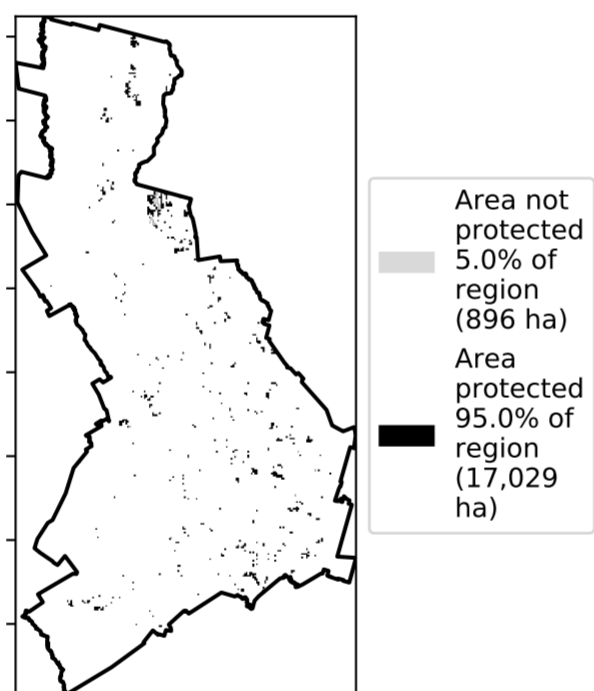 Area not
protected
5.0% of
region
(896 ha)
Area
protected
95.0% of
region
(17,029
ha)